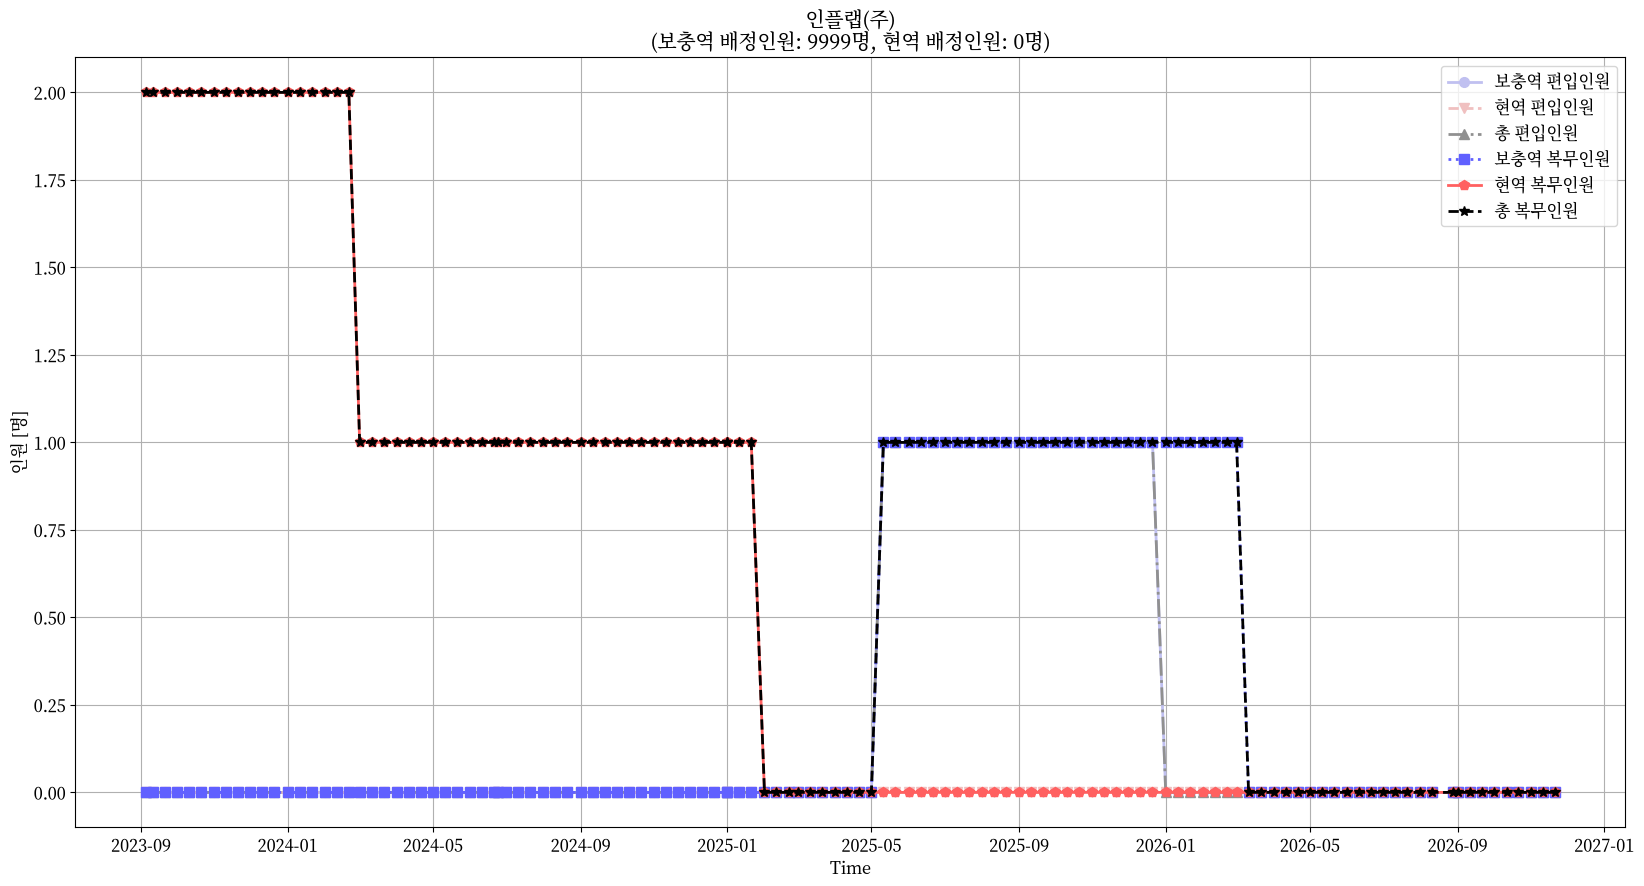 인플랩(주)
(보충역 배정인원: 9999명, 현역 배정인원: 0명)
보충역 편입인원
현역 편입인원
총 편입인원
보충역 복무인원
현역 복무인원
총 복무인원
인원 [명]
2.00
1.75
1.50
1.25
1.00
0.75
0.50
0.25
0.00
2023-09
2024-01
2024-05
2024-09
2025-01
2025-05
2025-09
2026-01
2026-05
2026-09
2027-01
Time